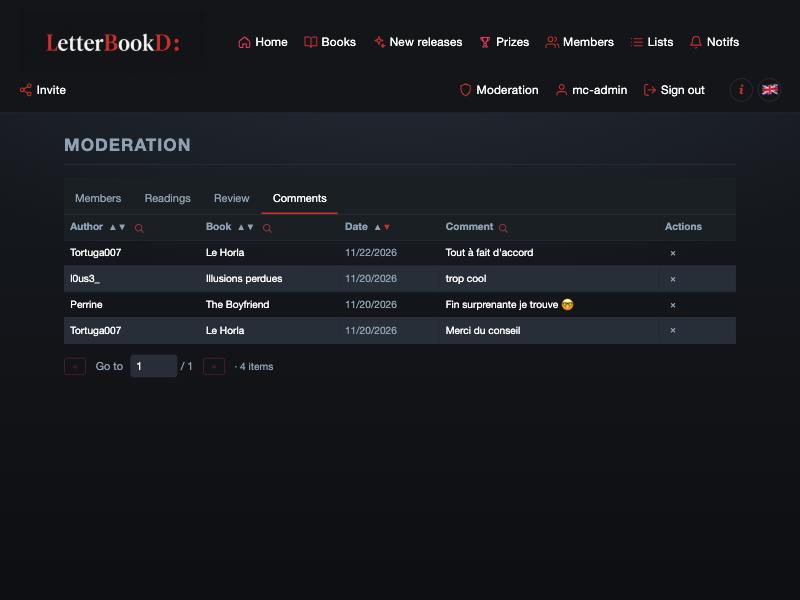 LetterBookD:
Home Books New releases Prizes Members Lists Notifs
Invite Moderation mc-admin Sign out i
MODERATION
Members Readings Review Comments
Author ▲▼ Book ▲▼ Date ▲▼ Comment Actions
Tortuga007 Le Horla 11/22/2026 Tout à fait d'accord ×
l0us3_ Illusions perdues 11/20/2026 trop cool ×
Perrine The Boyfriend 11/20/2026 Fin surprenante je trouve 🤓 ×
Tortuga007 Le Horla 11/20/2026 Merci du conseil ×
« Go to 1 / 1 » · 4 items